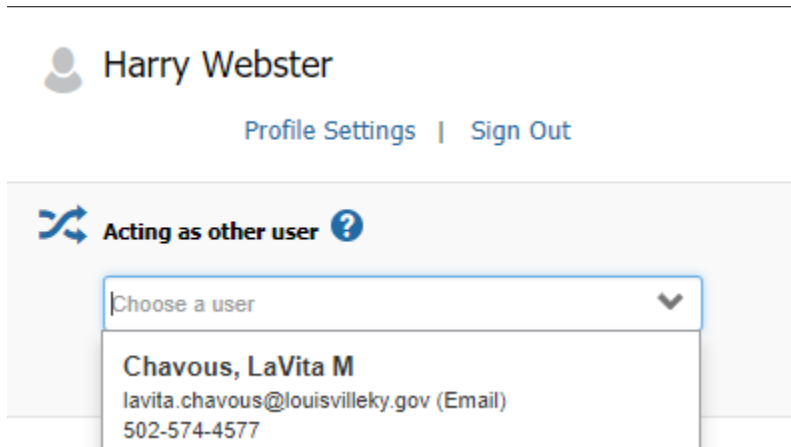 Harry Webster
Profile Settings | Sign Out
Acting as other user ?
Choose a user
Chavous, LaVita M
lavita.chavous@louisvilleky.gov (Email)
502-574-4577